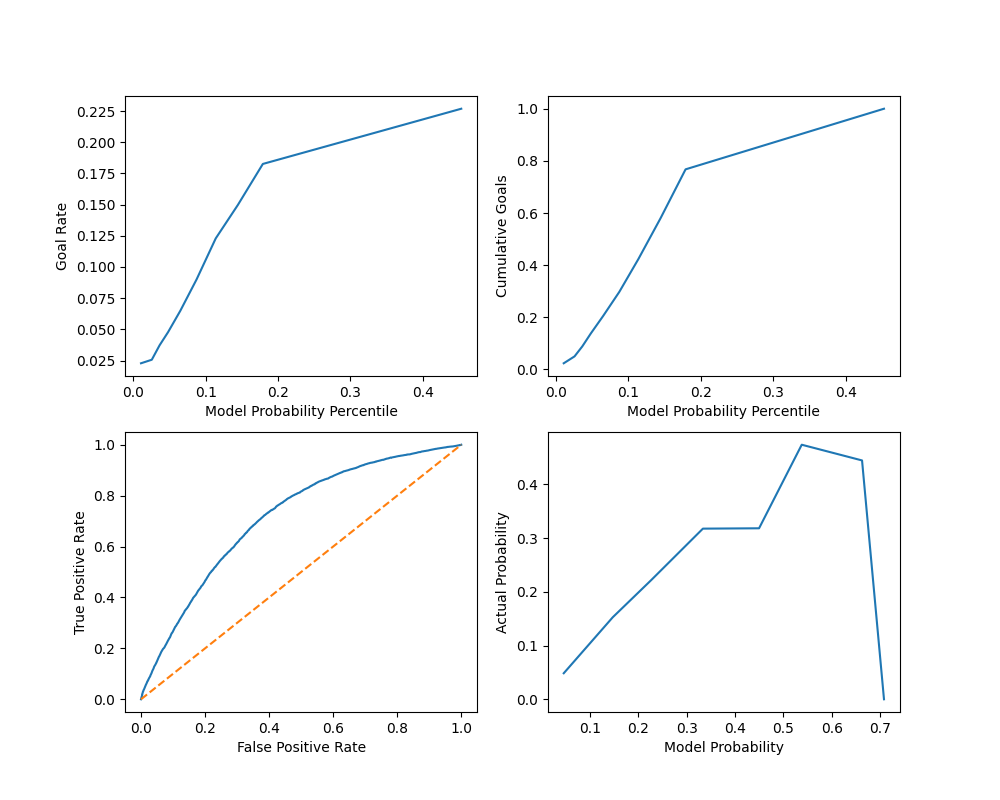 0.225
0.200
0.175
0.150
0.125
0.100
0.075
0.050
0.025
Goal Rate
0.0 0.1 0.2 0.3 0.4
Model Probability Percentile
1.0
0.8
0.6
0.4
0.2
0.0
Cumulative Goals
0.0 0.1 0.2 0.3 0.4
Model Probability Percentile
1.0
0.8
0.6
0.4
0.2
0.0
True Positive Rate
0.0 0.2 0.4 0.6 0.8 1.0
False Positive Rate
0.4
0.3
0.2
0.1
0.0
Actual Probability
0.1 0.2 0.3 0.4 0.5 0.6 0.7
Model Probability